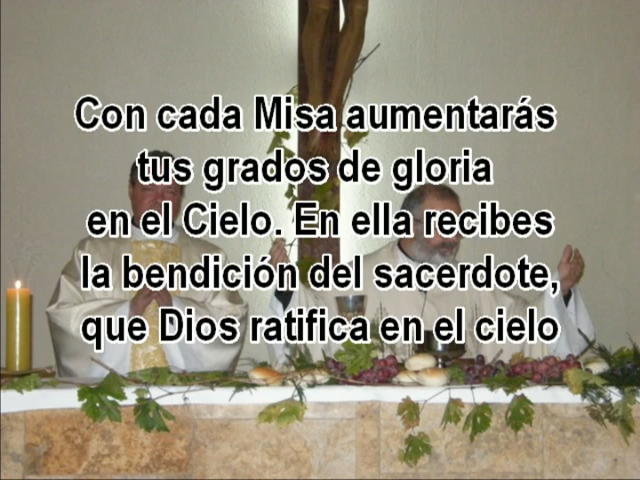 Con cada Misa aumentarás
tus grados de gloria
en el Cielo. En ella recibes
la bendición del sacerdote,
que Dios ratifica en el cielo